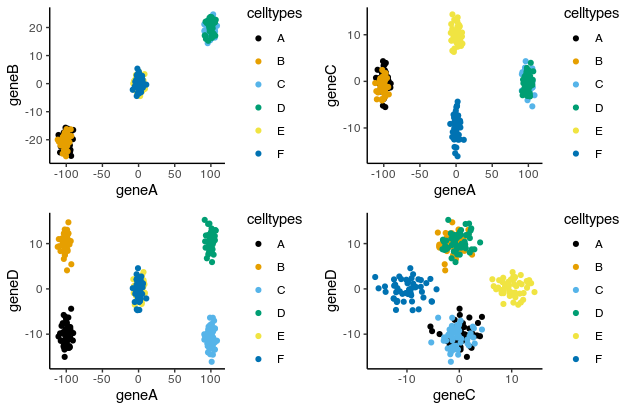 celltypes
20
10
0
-10
-20
geneB
A
B
C
D
E
F
-100
-50
0
50
100
geneA
celltypes
10
0
-10
geneC
A
B
C
D
E
F
-100
-50
0
50
100
geneA
celltypes
10
0
-10
geneD
A
B
C
D
E
F
-100
-50
0
50
100
geneA
celltypes
10
0
-10
geneD
A
B
C
D
E
F
-10
0
10
geneC